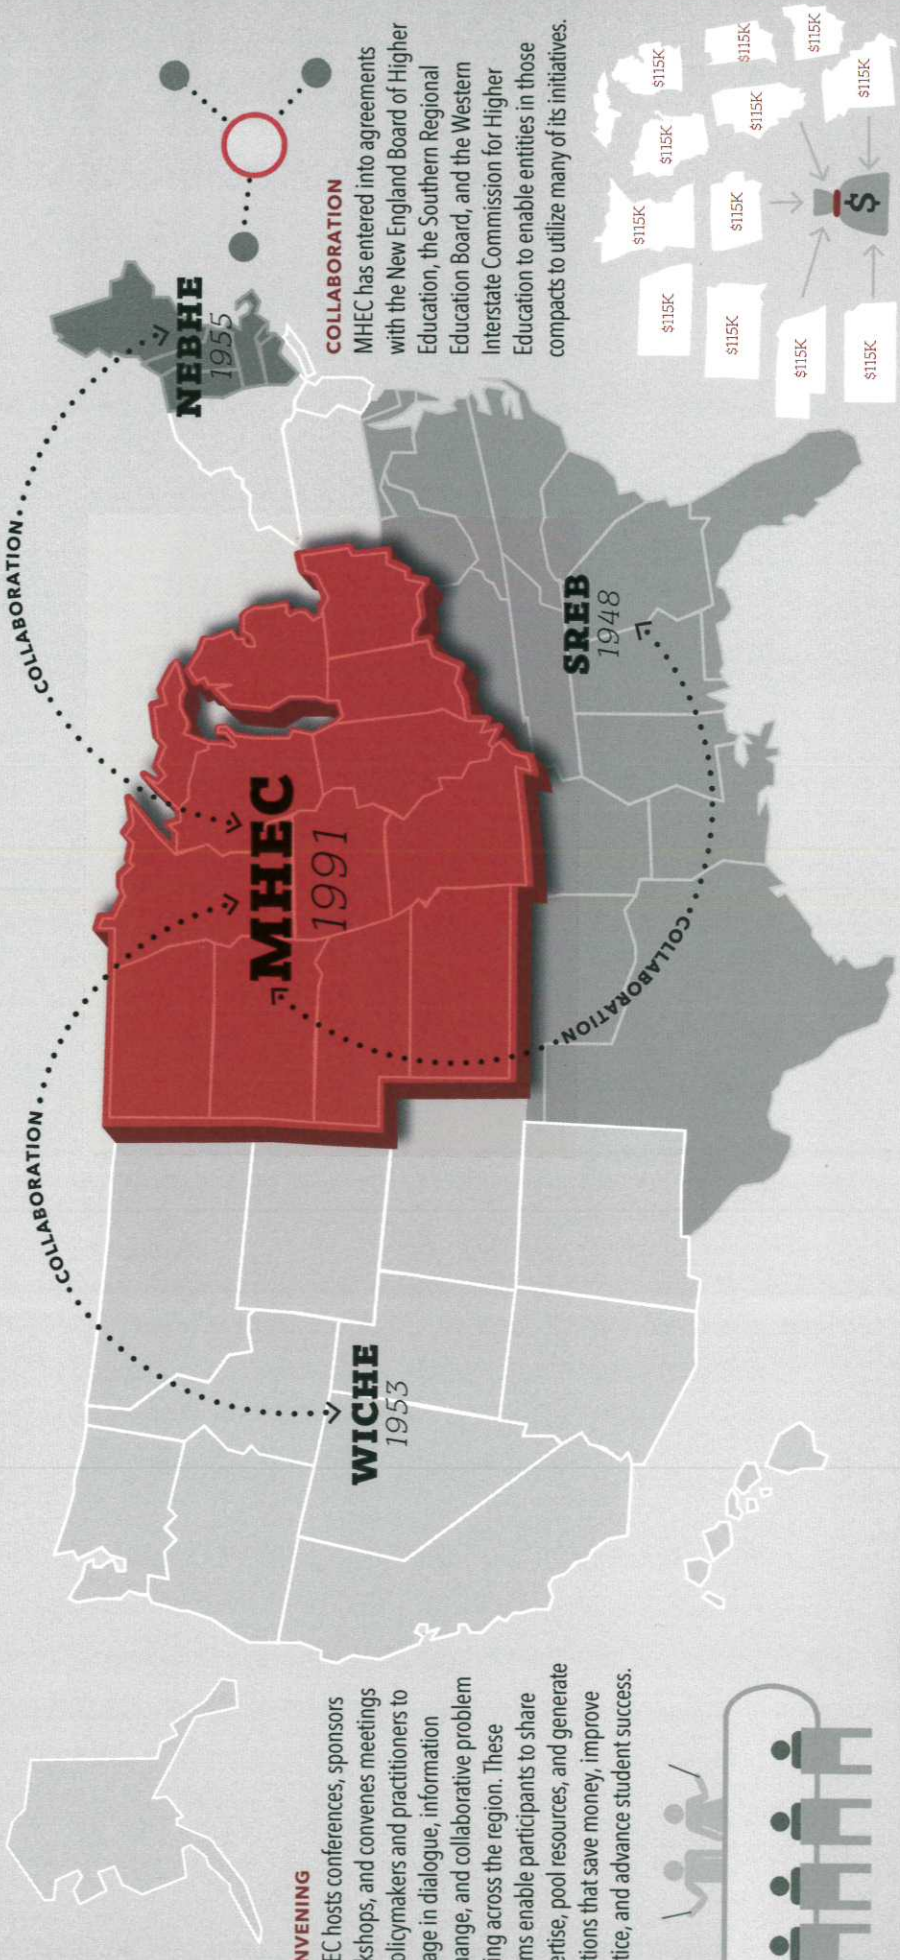 NVENING
EC hosts conferences, sponsors
kshops, and convenes meetings
olicymakers and practitioners to
age in dialogue, information
hange, and collaborative problem
ing across the region. These
ms enable participants to share
ertise, pool resources, and generate
tions that save money, improve
tice, and advance student success.
COLLABORATION
COLLABORATION
COLLABORATION
WICHE
1953
MHEC
1991
SREB
1948
NEBHE
1955
COLLABORATION
MHEC has entered into agreements
with the New England Board of Higher
Education, the Southern Regional
Education Board, and the Western
Interstate Commission for Higher
Education to enable entities in those
compacts to utilize many of its initiatives.
$115K
$115K
$115K
$115K
$115K
$115K
$115K
$115K
$115K
$115K
$115K
$115K
$